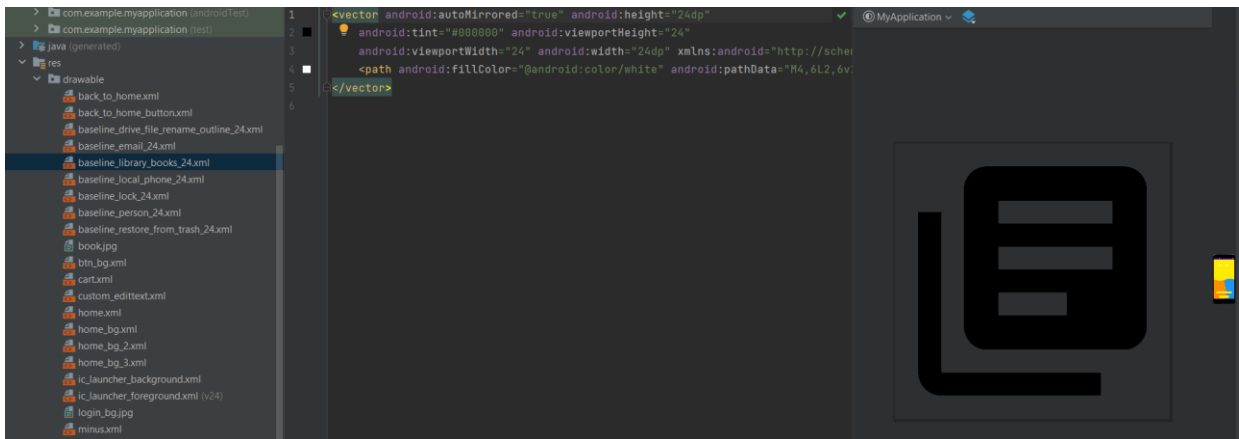 com.example.myapplication (androidTest)
com.example.myapplication (test)
java (generated)
res
drawable
back_to_home.xml
back_to_home_button.xml
baseline_drive_file_rename_outline_24.xml
baseline_email_24.xml
baseline_library_books_24.xml
baseline_local_phone_24.xml
baseline_lock_24.xml
baseline_person_24.xml
baseline_restore_from_trash_24.xml
book.jpg
btn_bg.xml
cart.xml
custom_edittext.xml
home.xml
home_bg.xml
home_bg_2.xml
home_bg_3.xml
ic_launcher_background.xml
ic_launcher_foreground.xml (v24)
login_bg.jpg
minus.xml
1 <vector android:autoMirrored="true" android:height="24dp"
2 android:tint="#000000" android:viewportHeight="24"
3 android:viewportWidth="24" android:width="24dp" xmlns:android="http://sche
4 <path android:fillColor="@android:color/white" android:pathData="M4,6L2,6v1
5 </vector>
6
MyApplication